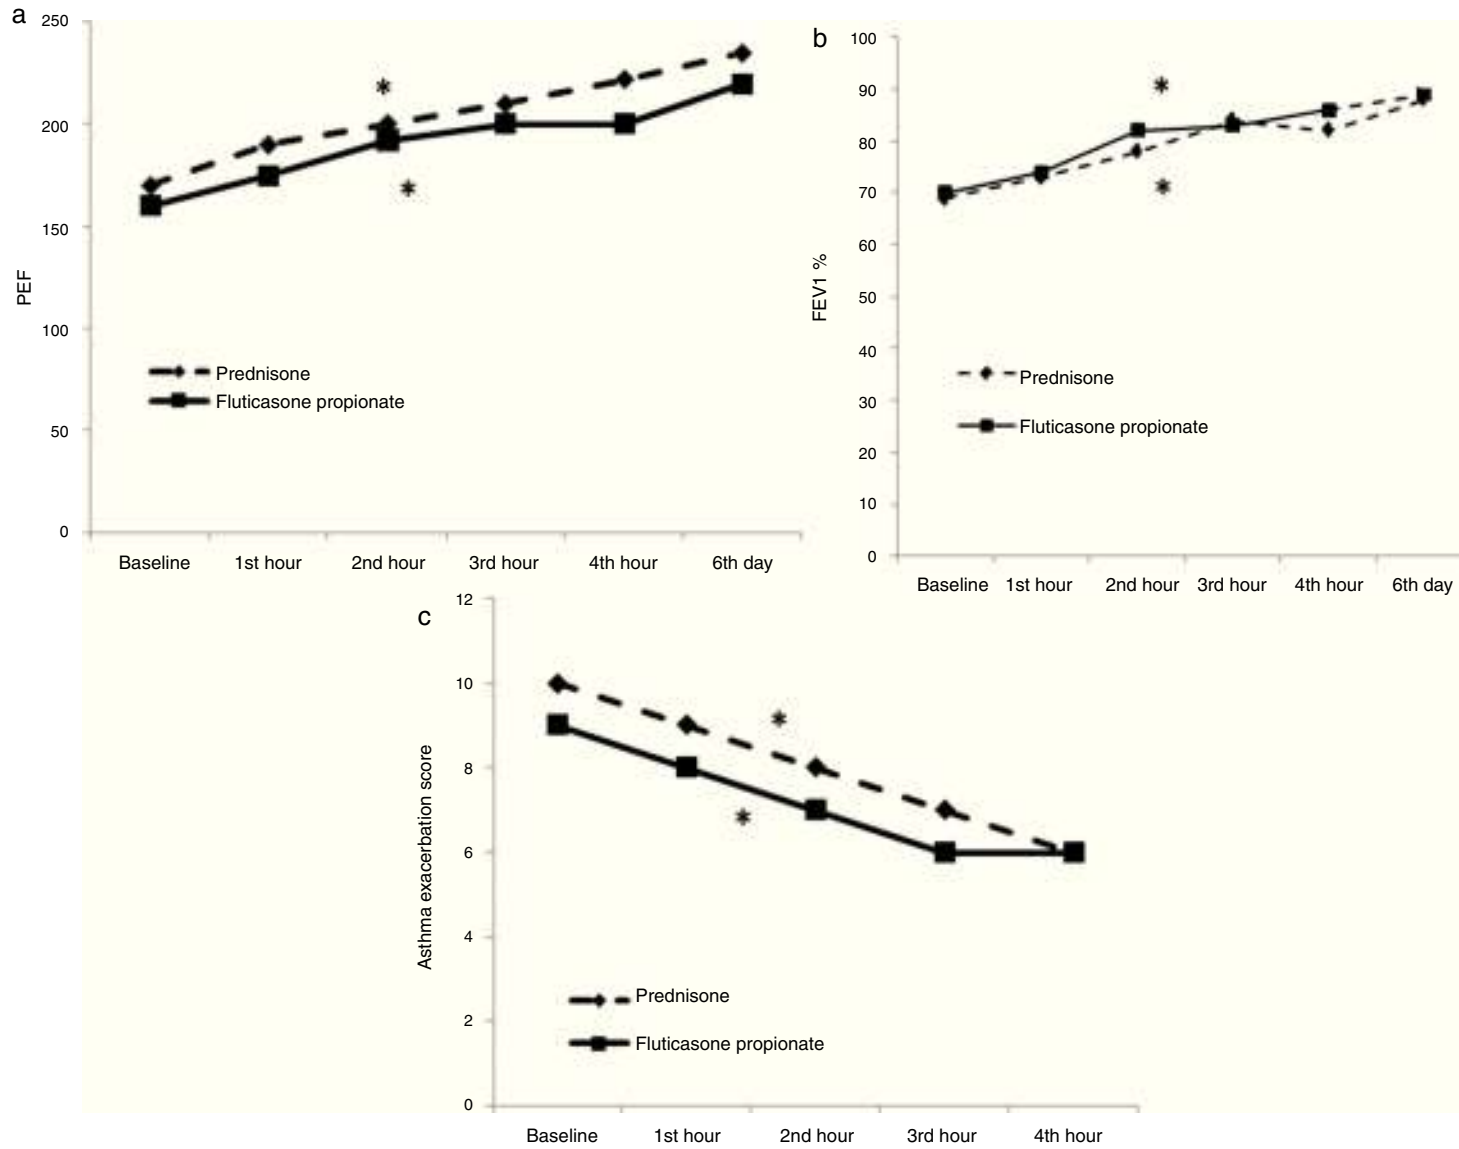 a
250
200
150
100
50
0
PEF
*
*
Prednisone
Fluticasone propionate
Baseline 1st hour 2nd hour 3rd hour 4th hour 6th day
b
100
90
80
70
60
50
40
30
20
10
0
FEV1 %
*
*
Prednisone
Fluticasone propionate
Baseline 1st hour 2nd hour 3rd hour 4th hour 6th day
c
12
10
8
6
4
2
0
Asthma exacerbation score
*
*
Prednisone
Fluticasone propionate
Baseline 1st hour 2nd hour 3rd hour 4th hour